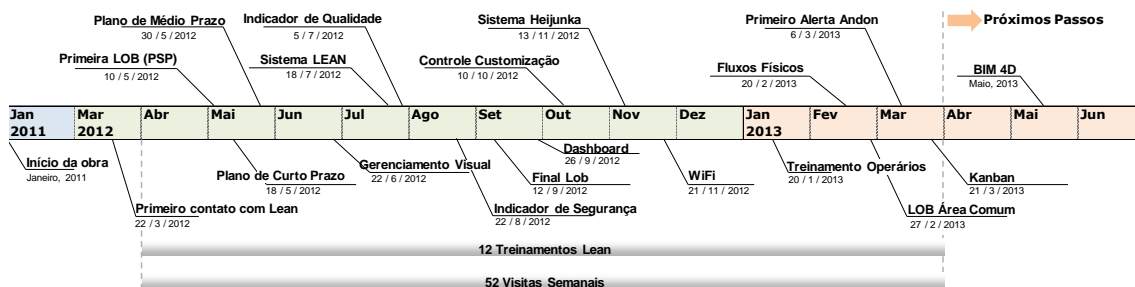 Plano de Médio Prazo
30 / 5 / 2012
Indicador de Qualidade
5 / 7 / 2012
Sistema Heijunka
13 / 11 / 2012
Primeiro Alerta Andon
6 / 3 / 2013
Próximos Passos
Primeira LOB (PSP)
10 / 5 / 2012
Sistema LEAN
18 / 7 / 2012
Controle Customização
10 / 10 / 2012
Fluxos Físicos
20 / 2 / 2013
BIM 4D
Maio, 2013
Jan
2011
Mar
2012
Abr
Mai
Jun
Jul
Ago
Set
Out
Nov
Dez
Jan
2013
Fev
Mar
Abr
Mai
Jun
Início da obra
Janeiro, 2011
Plano de Curto Prazo
18 / 5 / 2012
Gerenciamento Visual
22 / 6 / 2012
Dashboard
26 / 9 / 2012
Final Lob
12 / 9 / 2012
WiFi
21 / 11 / 2012
Treinamento Operários
20 / 1 / 2013
Kanban
21 / 3 / 2013
Primeiro contato com Lean
22 / 3 / 2012
Indicador de Segurança
22 / 8 / 2012
LOB Área Comum
27 / 2 / 2013
12 Treinamentos Lean
52 Visitas Semanais